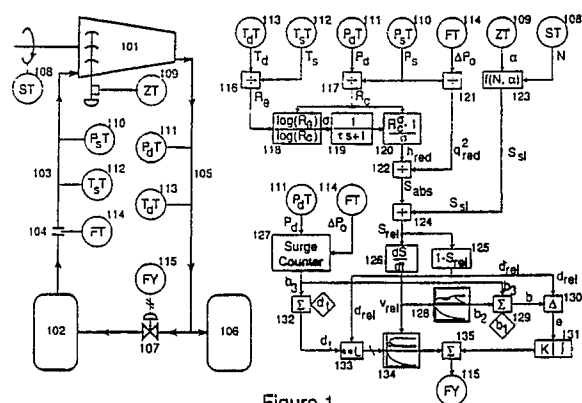 113 112 111 110 114 109 108
TdT TsT PdT PsT FT ZT ST
Td Ts Pd Ps ΔPo α N
101
108 ST
ZT 109
116 ÷ 117 ÷ ÷ 121 f(N, α) 123
Rθ Rc
110 PsT
111 PdT
log(Rθ) / log(Rc) σ 1 / τs+1
118 119 120
hred q²red
103 112 TsT 105
122 ÷
Sabs Ssl
113 TdT
Ssl
÷ 124
104 114 FT
111 114
PdT FT
Pd ΔPo
Srel
127 Surge Counter
126 dS/dt 1-Srel 125
115 FY
drel drel
b3 b3
102 107 106
132 Σ d1
drel vrel 128 b2 Σ 129 b Δ 130
b1
e
dt
133 134 135 Σ K ∫ 131
115 FY
Figure 1